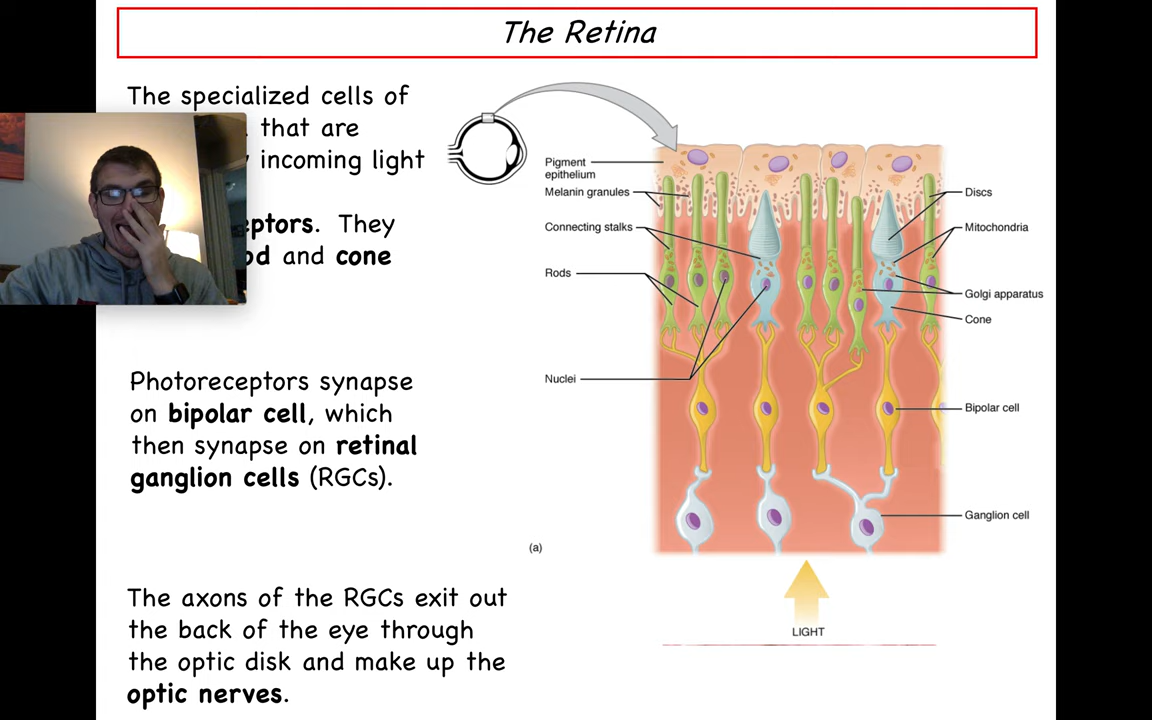 The Retina
The specialized cells of
that are
incoming light
ptors. They
od and cone
Photoreceptors synapse
on bipolar cell, which
then synapse on retinal
ganglion cells (RGCs).
The axons of the RGCs exit out
the back of the eye through
the optic disk and make up the
optic nerves.
Pigment
epithelium
Melanin granules
Connecting stalks
Rods
Nuclei
(a)
Discs
Mitochondria
Golgi apparatus
Cone
Bipolar cell
Ganglion cell
LIGHT